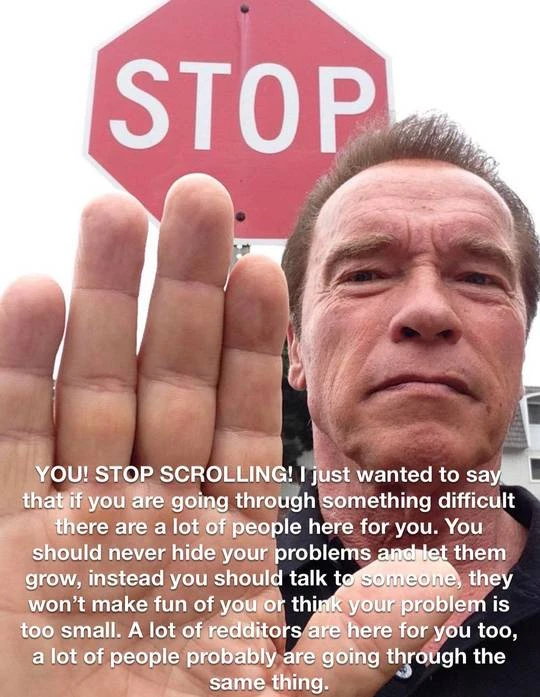 STOP
YOU! STOP SCROLLING! I just wanted to say
that if you are going through something difficult
there are a lot of people here for you. You
should never hide your problems and let them
grow, instead you should talk to someone, they
won’t make fun of you or think your problem is
too small. A lot of redditors are here for you too,
a lot of people probably are going through the
same thing.